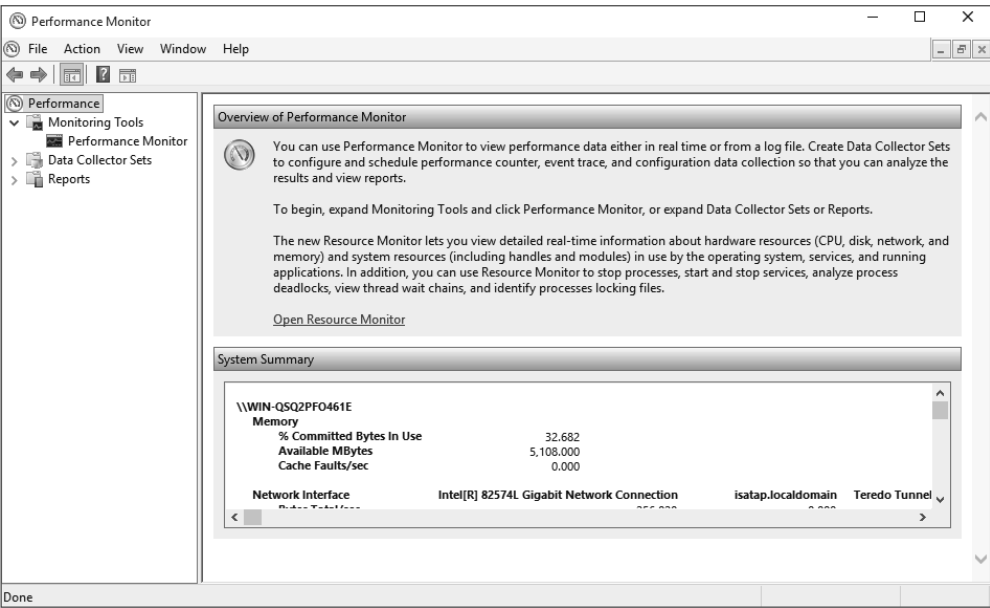 Performance Monitor
File Action View Window Help
Performance
Monitoring Tools
Performance Monitor
Data Collector Sets
Reports
Overview of Performance Monitor
You can use Performance Monitor to view performance data either in real time or from a log file. Create Data Collector Sets
to configure and schedule performance counter, event trace, and configuration data collection so that you can analyze the
results and view reports.
To begin, expand Monitoring Tools and click Performance Monitor, or expand Data Collector Sets or Reports.
The new Resource Monitor lets you view detailed real-time information about hardware resources (CPU, disk, network, and
memory) and system resources (including handles and modules) in use by the operating system, services, and running
applications. In addition, you can use Resource Monitor to stop processes, start and stop services, analyze process
deadlocks, view thread wait chains, and identify processes locking files.
Open Resource Monitor
System Summary
\\WIN-QSQ2PFO461E
Memory
% Committed Bytes In Use 32.682
Available MBytes 5,108.000
Cache Faults/sec 0.000
Network Interface Intel[R] 82574L Gigabit Network Connection isatap.localdomain Teredo Tunnel
Done